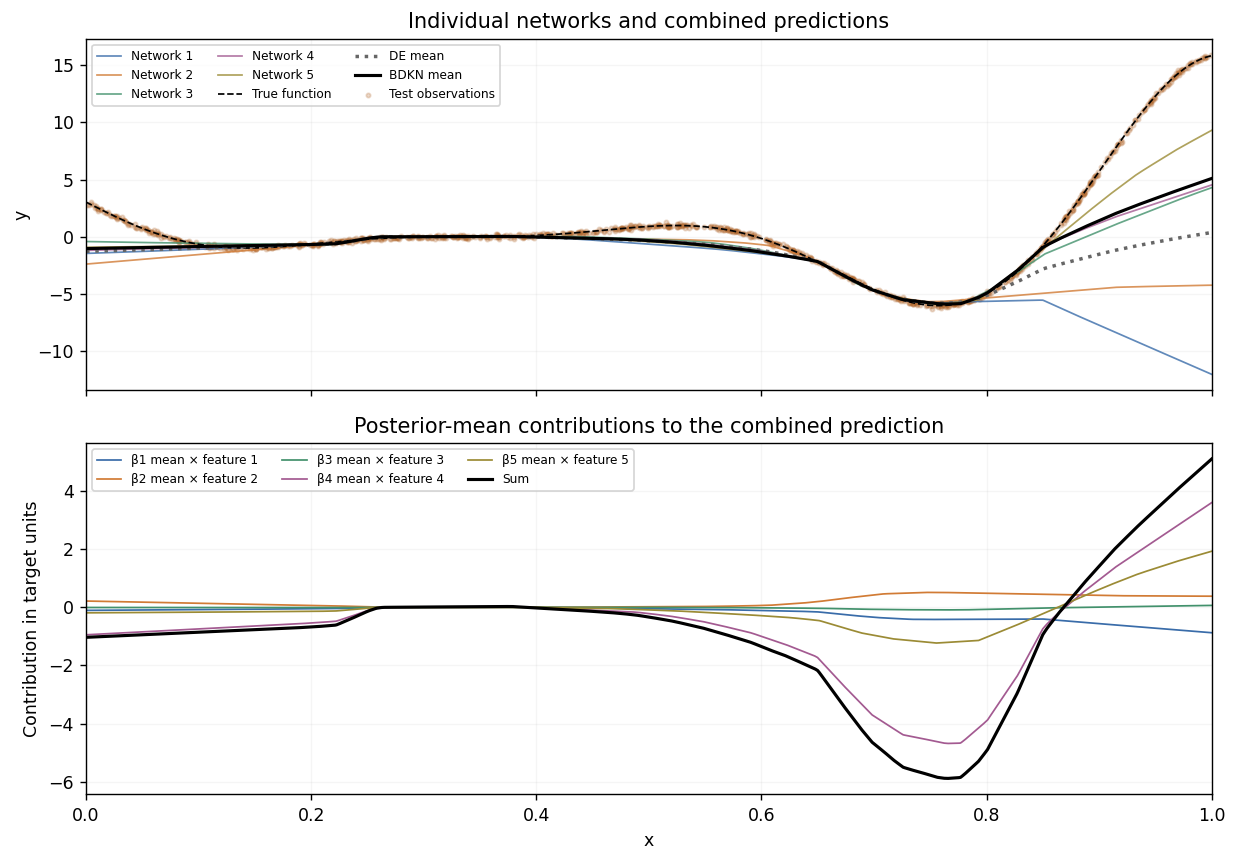 Individual networks and combined predictions
Network 1 Network 4 DE mean
Network 2 Network 5 BDKN mean
Network 3 True function Test observations
15
10
5
0
−5
−10
y
Posterior-mean contributions to the combined prediction
β1 mean × feature 1 β3 mean × feature 3 β5 mean × feature 5
β2 mean × feature 2 β4 mean × feature 4 Sum
4
2
0
−2
−4
−6
Contribution in target units
0.0 0.2 0.4 0.6 0.8 1.0
x